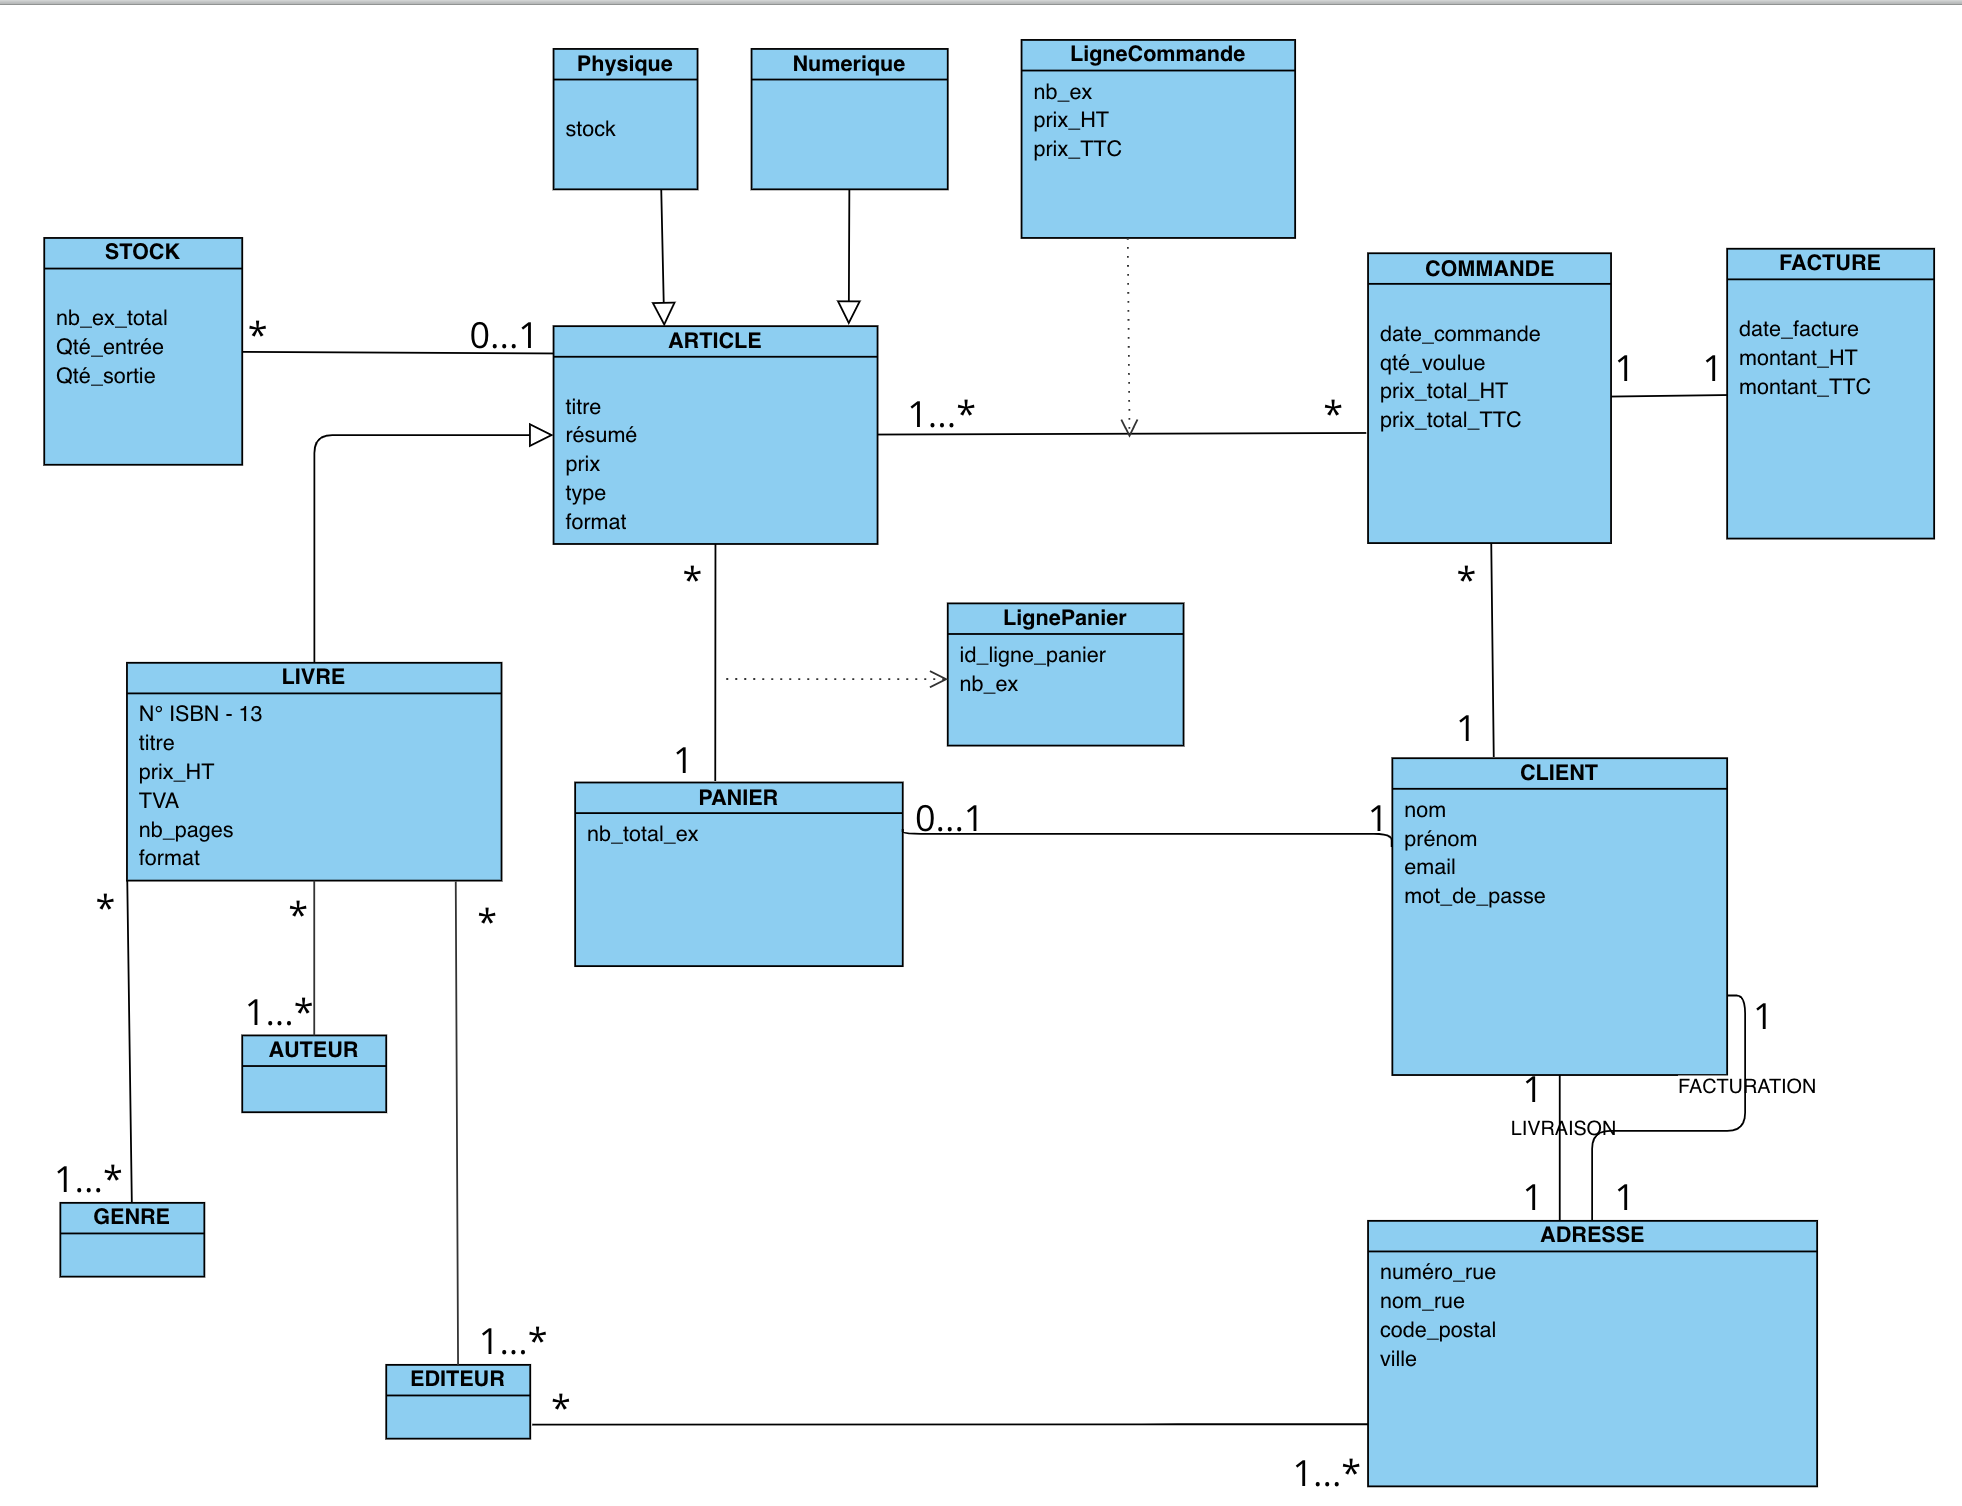 Physique
stock
Numerique
LigneCommande
nb_ex
prix_HT
prix_TTC
STOCK
nb_ex_total
Qté_entrée
Qté_sortie
*
0...1
ARTICLE
titre
résumé
prix
type
format
1...*
*
COMMANDE
date_commande
qté_voulue
prix_total_HT
prix_total_TTC
1
1
FACTURE
date_facture
montant_HT
montant_TTC
*
*
LignePanier
id_ligne_panier
nb_ex
LIVRE
N° ISBN - 13
titre
prix_HT
TVA
nb_pages
format
1
1
PANIER
nb_total_ex
0...1
1
CLIENT
nom
prénom
email
mot_de_passe
*
*
*
1...*
AUTEUR
1
1
FACTURATION
LIVRAISON
1...*
GENRE
1
1
ADRESSE
numéro_rue
nom_rue
code_postal
ville
1...*
EDITEUR
*
1...*